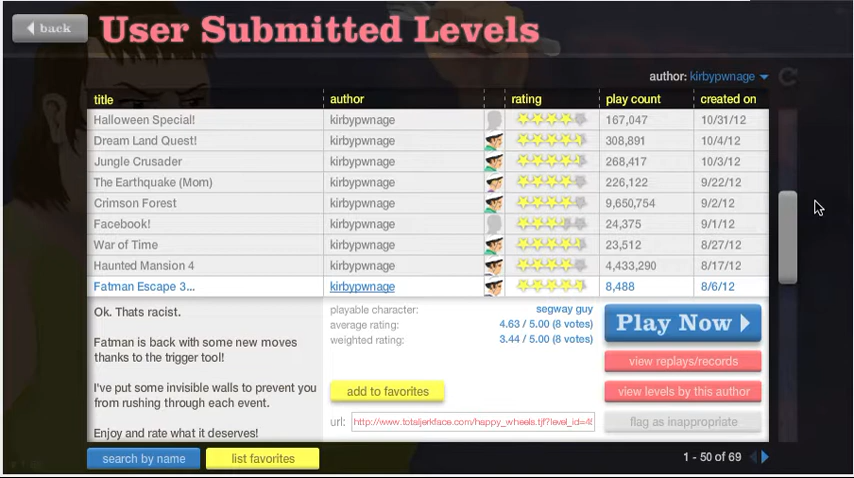 back
User Submitted Levels
author: kirbypwnage
title author rating play count created on
Halloween Special! kirbypwnage 167,047 10/31/12
Dream Land Quest! kirbypwnage 308,891 10/4/12
Jungle Crusader kirbypwnage 268,417 10/3/12
The Earthquake (Mom) kirbypwnage 226,122 9/22/12
Crimson Forest kirbypwnage 9,650,754 9/2/12
Facebook! kirbypwnage 24,375 9/1/12
War of Time kirbypwnage 23,512 8/27/12
Haunted Mansion 4 kirbypwnage 4,433,290 8/17/12
Fatman Escape 3... kirbypwnage 8,488 8/6/12
Ok. Thats racist.
Fatman is back with some new moves
thanks to the trigger tool!
I've put some invisible walls to prevent you
from rushing through each event.
Enjoy and rate what it deserves!
playable character: segway guy
average rating: 4.63 / 5.00 (8 votes)
weighted rating: 3.44 / 5.00 (8 votes)
add to favorites
url: http://www.totaljerkface.com/happy_wheels.tjf?level_id=4
Play Now
view replays/records
view levels by this author
flag as inappropriate
search by name
list favorites
1 - 50 of 69